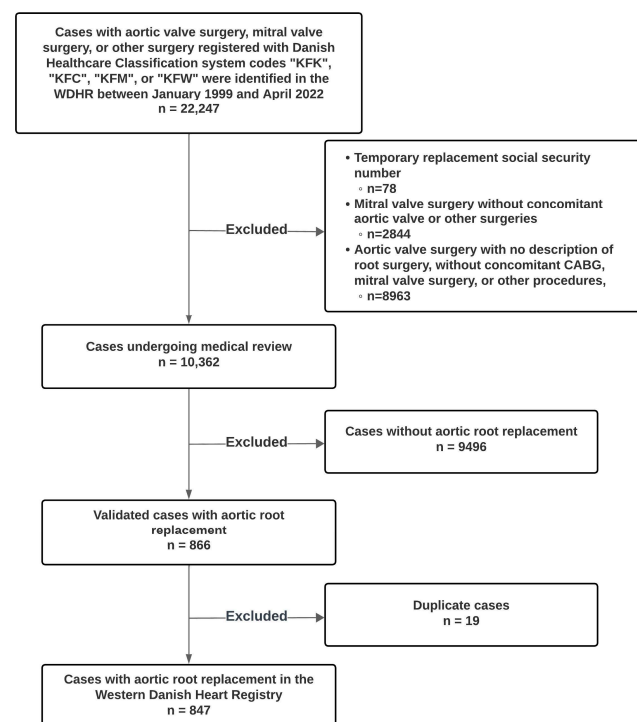 Cases with aortic valve surgery, mitral valve
surgery, or other surgery registered with Danish
Healthcare Classification system codes "KFK",
"KFC", "KFM", or "KFW" were identified in the
WDHR between January 1999 and April 2022
n = 22,247
• Temporary replacement social security
number
◦ n=78
• Mitral valve surgery without concomitant
aortic valve or other surgeries
◦ n=2844
• Aortic valve surgery with no description of
root surgery, without concomitant CABG,
mitral valve surgery, or other procedures,
◦ n=8963
Excluded
Cases undergoing medical review
n = 10,362
Excluded
Cases without aortic root replacement
n = 9496
Validated cases with aortic root
replacement
n = 866
Excluded
Duplicate cases
n = 19
Cases with aortic root replacement in the
Western Danish Heart Registry
n = 847